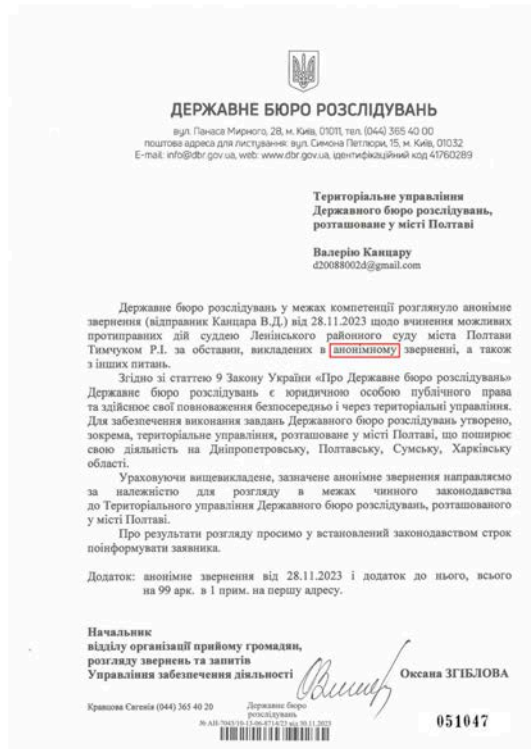 ДЕРЖАВНЕ БЮРО РОЗСЛІДУВАНЬ
вул. Панаса Мирного, 28, м. Київ, 01011, тел. (044) 365 40 00
поштова адреса для листування: вул. Симона Петлюри, 15, м. Київ, 01032
E-mail: info@dbr.gov.ua, web: www.dbr.gov.ua, ідентифікаційний код 41760289
Територіальне управління
Державного бюро розслідувань,
розташоване у місті Полтаві
Валерію Канцару
d20088002d@gmail.com
Державне бюро розслідувань у межах компетенції розглянуло анонімне
звернення (відправник Канцара В.Д.) від 28.11.2023 щодо вчинення можливих
протиправних дій суддею Ленінського районного суду міста Полтави
Тимчуком Р.І. за обставин, викладених в анонімному зверненні, а також
з інших питань.
Згідно зі статтею 9 Закону України «Про Державне бюро розслідувань»
Державне бюро розслідувань є юридичною особою публічного права
та здійснює свої повноваження безпосередньо і через територіальні управління.
Для забезпечення виконання завдань Державного бюро розслідувань утворено,
зокрема, територіальне управління, розташоване у місті Полтаві, що поширює
свою діяльність на Дніпропетровську, Полтавську, Сумську, Харківську
області.
Ураховуючи вищевикладене, зазначене анонімне звернення направляємо
за належністю для розгляду в межах чинного законодавства
до Територіального управління Державного бюро розслідувань, розташованого
у місті Полтаві.
Про результати розгляду просимо у встановлений законодавством строк
поінформувати заявника.
Додаток: анонімне звернення від 28.11.2023 і додаток до нього, всього
на 99 арк. в 1 прим. на першу адресу.
Начальник
відділу організації прийому громадян,
розгляду звернень та запитів
Управління забезпечення діяльності Оксана ЗГІБЛОВА
Кравцова Євгенія (044) 365 40 20
Державне бюро
розслідувань
051047